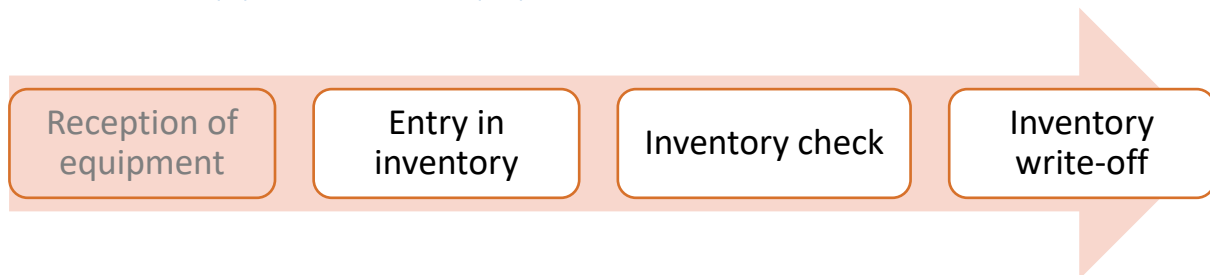 Reception of
equipment
Entry in
inventory
Inventory check
Inventory
write-off